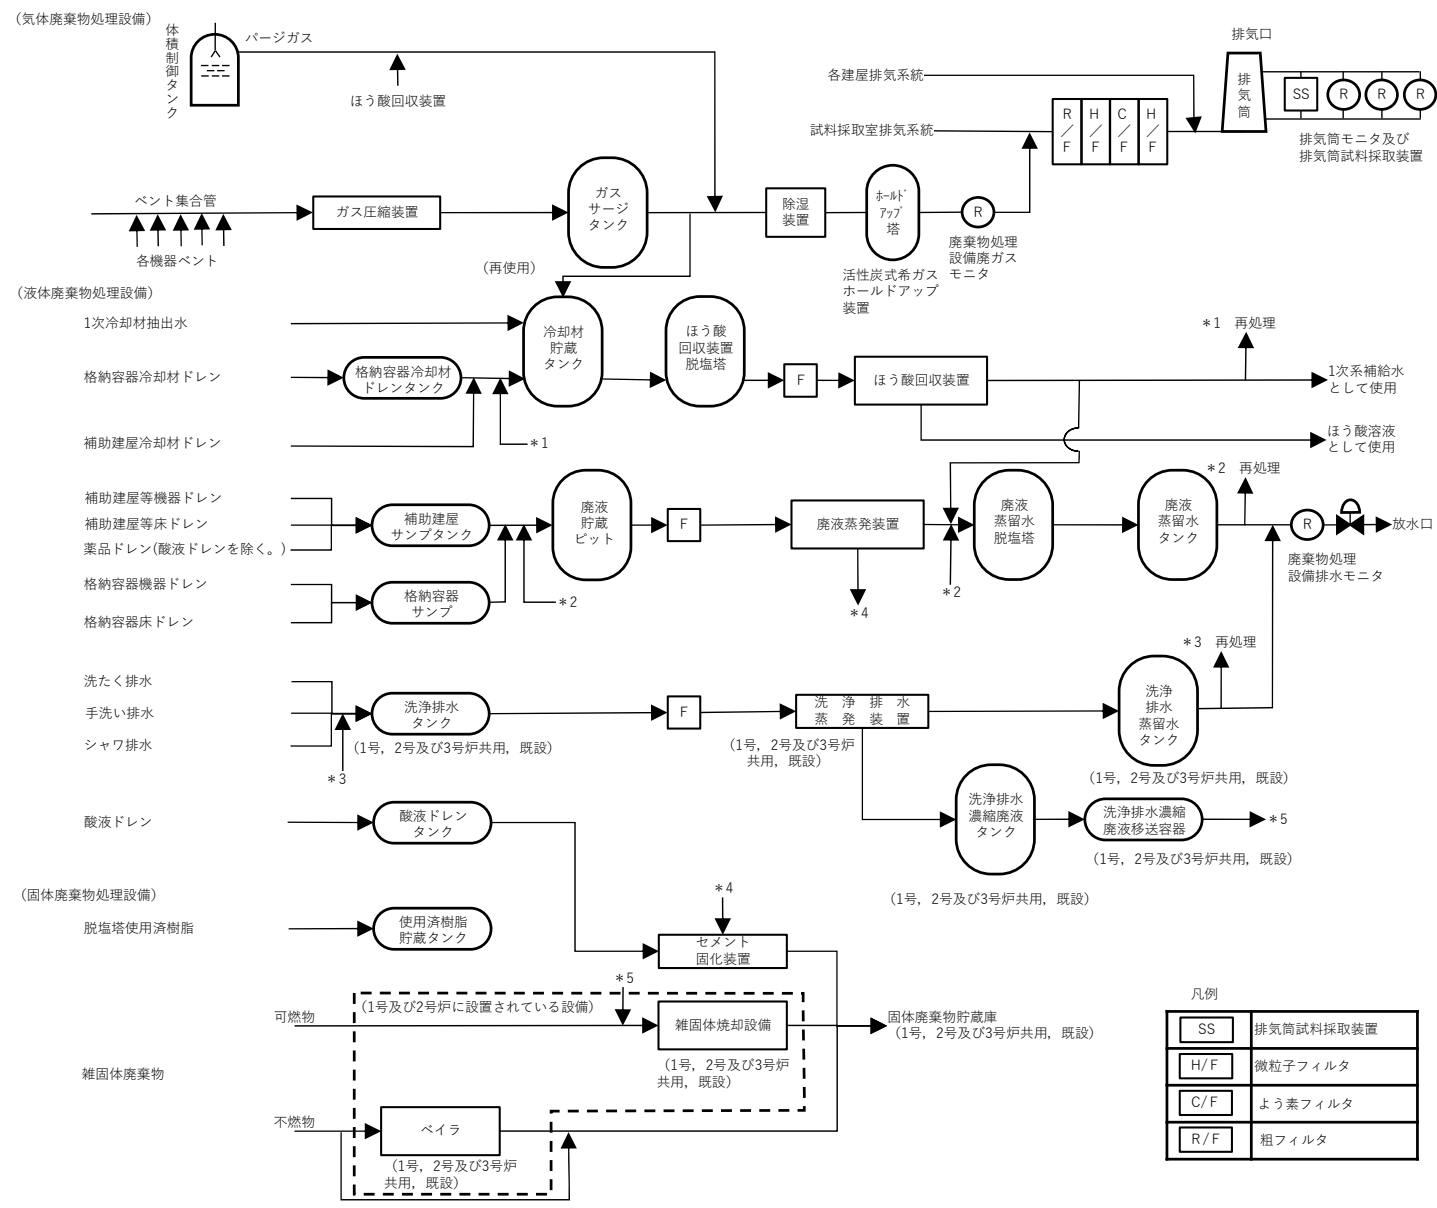 （気体廃棄物処理設備）
体積制御タンク
パージガス
ほう酸回収装置
各建屋排気系統
試料採取室排気系統
R／F
H／F
C／F
H／F
排気口
排気筒
SS
R
R
R
排気筒モニタ及び
排気筒試料採取装置
ベント集合管
各機器ベント
ガス圧縮装置
ガス
サージ
タンク
除湿
装置
ﾎｰﾙﾄﾞ
ｱｯﾌﾟ
塔
活性炭式希ガス
ホールドアップ
装置
R
廃棄物処理
設備廃ガス
モニタ
（再使用）
（液体廃棄物処理設備）
1次冷却材抽出水
格納容器冷却材ドレン
格納容器冷却材
ドレンタンク
補助建屋冷却材ドレン
＊1
冷却材
貯蔵
タンク
ほう酸
回収装置
脱塩塔
F
ほう酸回収装置
＊1　再処理
1次系補給水
として使用
ほう酸溶液
として使用
補助建屋等機器ドレン
補助建屋等床ドレン
薬品ドレン(酸液ドレンを除く。)
補助建屋
サンプタンク
格納容器機器ドレン
格納容器床ドレン
格納容器
サンプ
＊2
廃液
貯蔵
ピット
F
廃液蒸発装置
＊4
＊2
廃液
蒸留水
脱塩塔
廃液
蒸留水
タンク
＊2　再処理
R
放水口
廃棄物処理
設備排水モニタ
洗たく排水
手洗い排水
シャワ排水
＊3
洗浄排水
タンク
（1号，2号及び3号炉共用，既設）
F
洗浄排水
蒸発装置
（1号，2号及び3号炉
共用，既設）
洗浄
排水
蒸留水
タンク
（1号，2号及び3号炉共用，既設）
＊3　再処理
洗浄排水
濃縮廃液
タンク
（1号，2号及び3号炉共用，既設）
洗浄排水濃縮
廃液移送容器
（1号，2号及び3号炉共用，既設）
＊5
酸液ドレン
酸液ドレン
タンク
（固体廃棄物処理設備）
脱塩塔使用済樹脂
使用済樹脂
貯蔵タンク
＊4
セメント
固化装置
＊5
（1号及び2号炉に設置されている設備）
可燃物
雑固体焼却設備
（1号，2号及び3号炉
共用，既設）
固体廃棄物貯蔵庫
（1号，2号及び3号炉共用，既設）
雑固体廃棄物
不燃物
ベイラ
（1号，2号及び3号炉
共用，既設）
凡例
SS　排気筒試料採取装置
H/F　微粒子フィルタ
C/F　よう素フィルタ
R/F　粗フィルタ